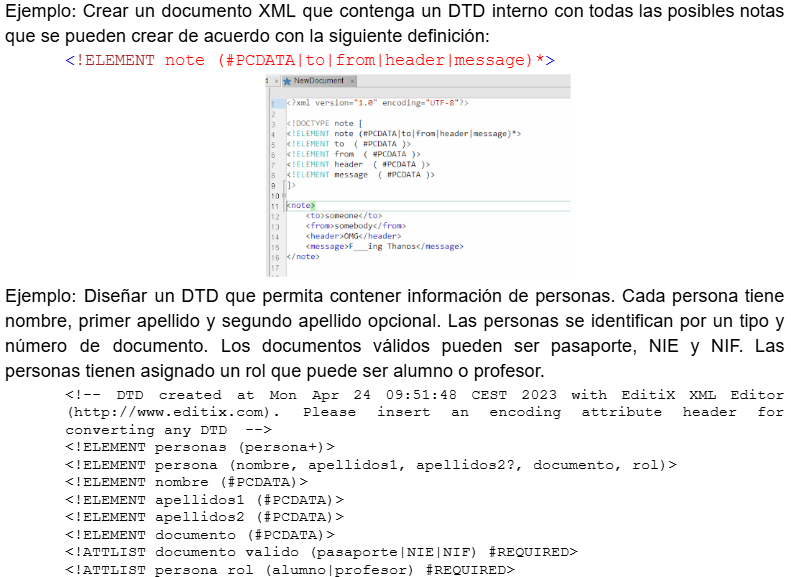 Ejemplo: Crear un documento XML que contenga un DTD interno con todas las posibles notas
que se pueden crear de acuerdo con la siguiente definición:
<!ELEMENT note (#PCDATA|to|from|header|message)*>
NewDocument ×
1 <?xml version="1.0" encoding="UTF-8"?>
2
3 <!DOCTYPE note [
4 <!ELEMENT note (#PCDATA|to|from|header|message)*>
5 <!ELEMENT to ( #PCDATA )>
6 <!ELEMENT from ( #PCDATA )>
7 <!ELEMENT header ( #PCDATA )>
8 <!ELEMENT message ( #PCDATA )>
9 ]>
10
11 <note>
12 <to>someone</to>
13 <from>somebody</from>
14 <header>OMG</header>
15 <message>F___ing Thanos</message>
16 </note>
17
Ejemplo: Diseñar un DTD que permita contener información de personas. Cada persona tiene
nombre, primer apellido y segundo apellido opcional. Las personas se identifican por un tipo y
número de documento. Los documentos válidos pueden ser pasaporte, NIE y NIF. Las
personas tienen asignado un rol que puede ser alumno o profesor.
<!-- DTD created at Mon Apr 24 09:51:48 CEST 2023 with EditiX XML Editor
(http://www.editix.com). Please insert an encoding attribute header for
converting any DTD -->
<!ELEMENT personas (persona+)>
<!ELEMENT persona (nombre, apellidos1, apellidos2?, documento, rol)>
<!ELEMENT nombre (#PCDATA)>
<!ELEMENT apellidos1 (#PCDATA)>
<!ELEMENT apellidos2 (#PCDATA)>
<!ELEMENT documento (#PCDATA)>
<!ATTLIST documento valido (pasaporte|NIE|NIF) #REQUIRED>
<!ATTLIST persona rol (alumno|profesor) #REQUIRED>